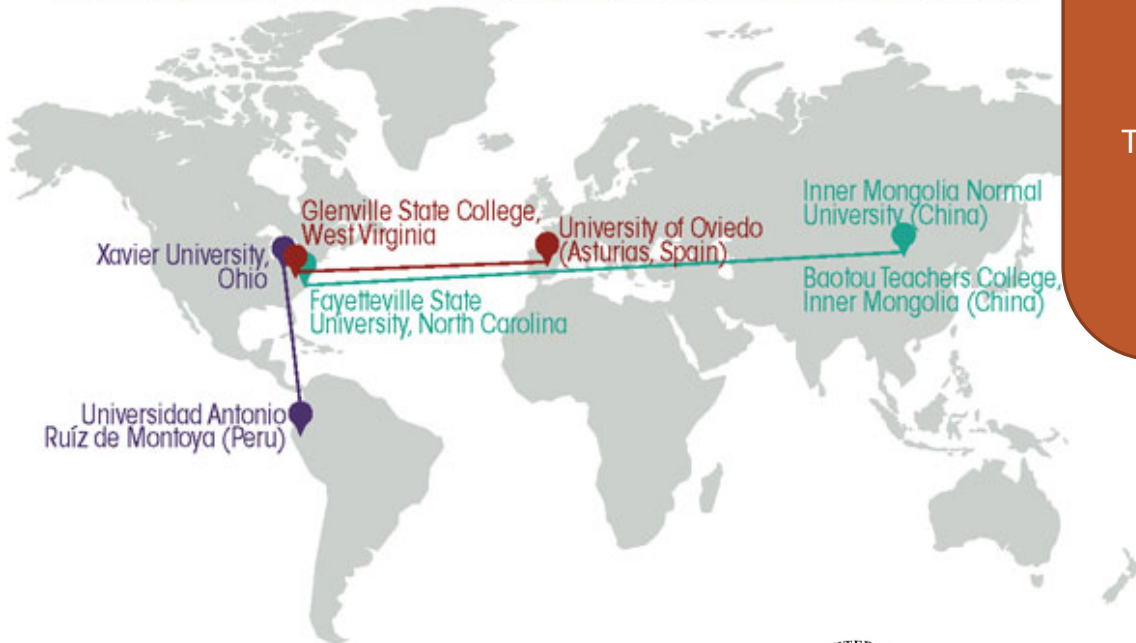 Glenville State College,
West Virginia
Xavier University,
Ohio
University of Oviedo
(Asturias, Spain)
Inner Mongolia Normal
University (China)
Baotou Teachers College,
Inner Mongolia (China)
Fayetteville State
University, North Carolina
Universidad Antonio
Ruíz de Montoya (Peru)